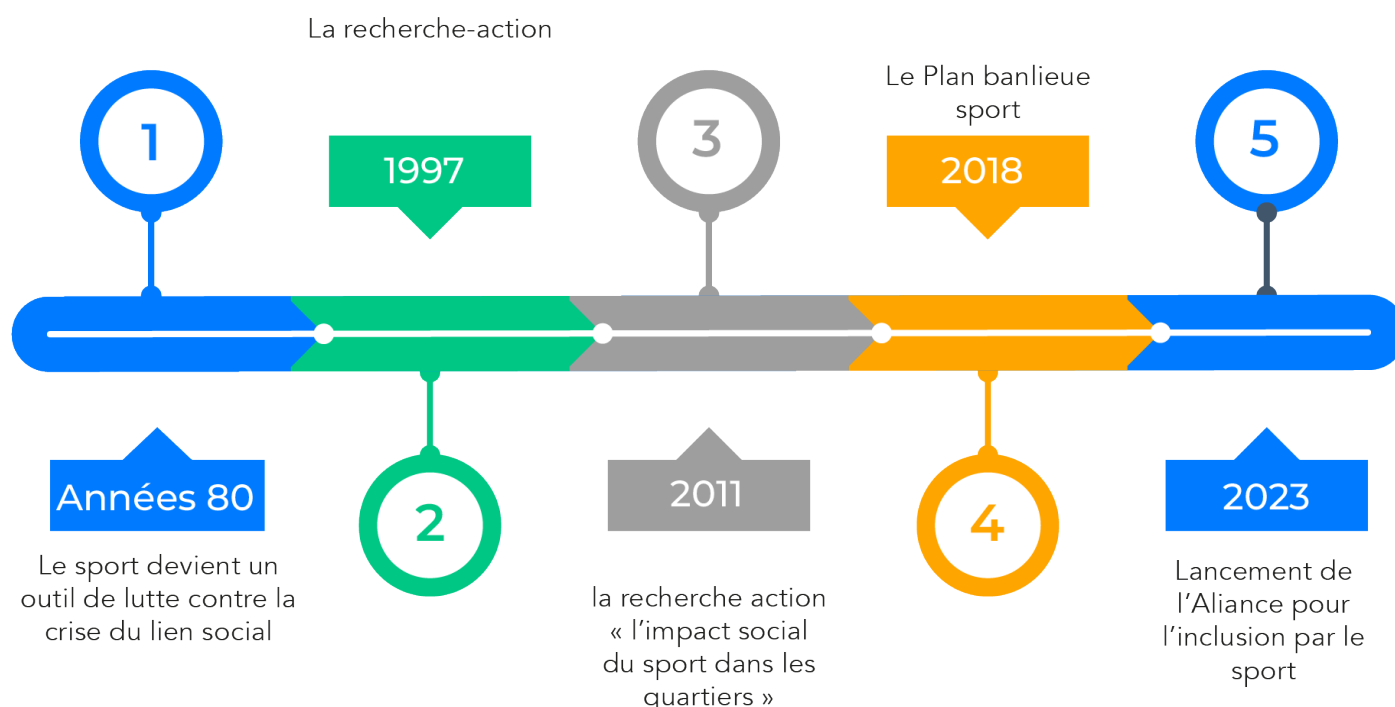 La recherche-action
Le Plan banlieue
sport
1
1997
3
2018
5
Années 80
2
2011
4
2023
Le sport devient un
outil de lutte contre la
crise du lien social
la recherche action
« l'impact social
du sport dans les
quartiers »
Lancement de
l'Aliance pour
l'inclusion par le
sport